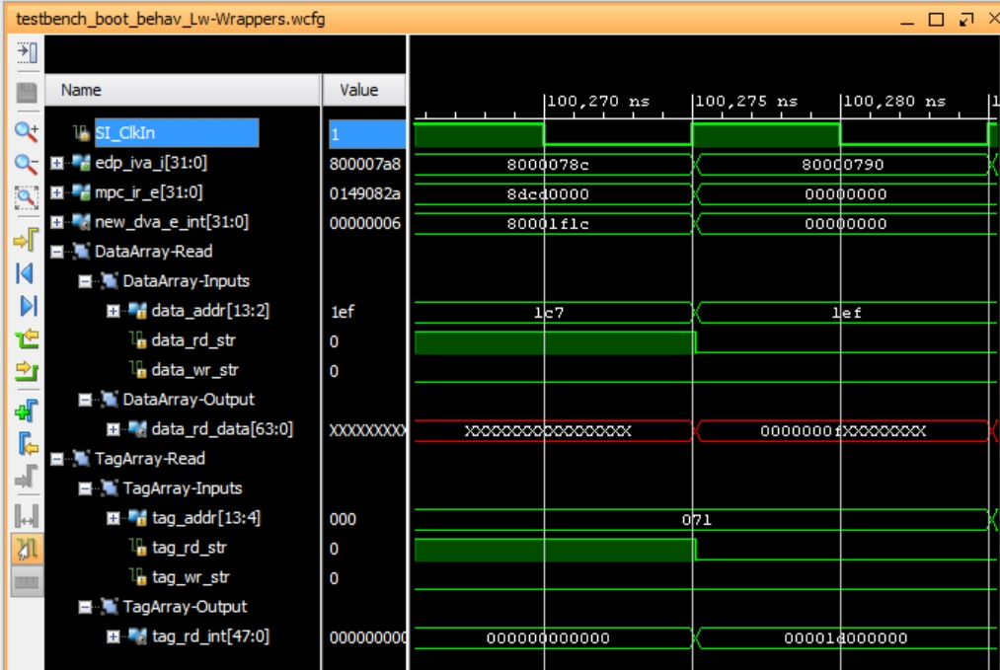 testbench_boot_behav_Lw-Wrappers.wcfg
Name Value
100,270 ns 100,275 ns 100,280 ns
SI_ClkIn 1
edp_iva_i[31:0] 800007a8 8000078c 80000790
mpc_ir_e[31:0] 0149082a 8dcd0000 00000000
new_dva_e_int[31:0] 00000006 80001f1c 00000000
DataArray-Read
DataArray-Inputs
data_addr[13:2] 1ef 1c7 1ef
data_rd_str 0
data_wr_str 0
DataArray-Output
data_rd_data[63:0] XXXXXXXXX XXXXXXXXXXXXXXXX 0000000fXXXXXXXX
TagArray-Read
TagArray-Inputs
tag_addr[13:4] 000 071
tag_rd_str 0
tag_wr_str 0
TagArray-Output
tag_rd_int[47:0] 000000000 000000000000 00001d000000